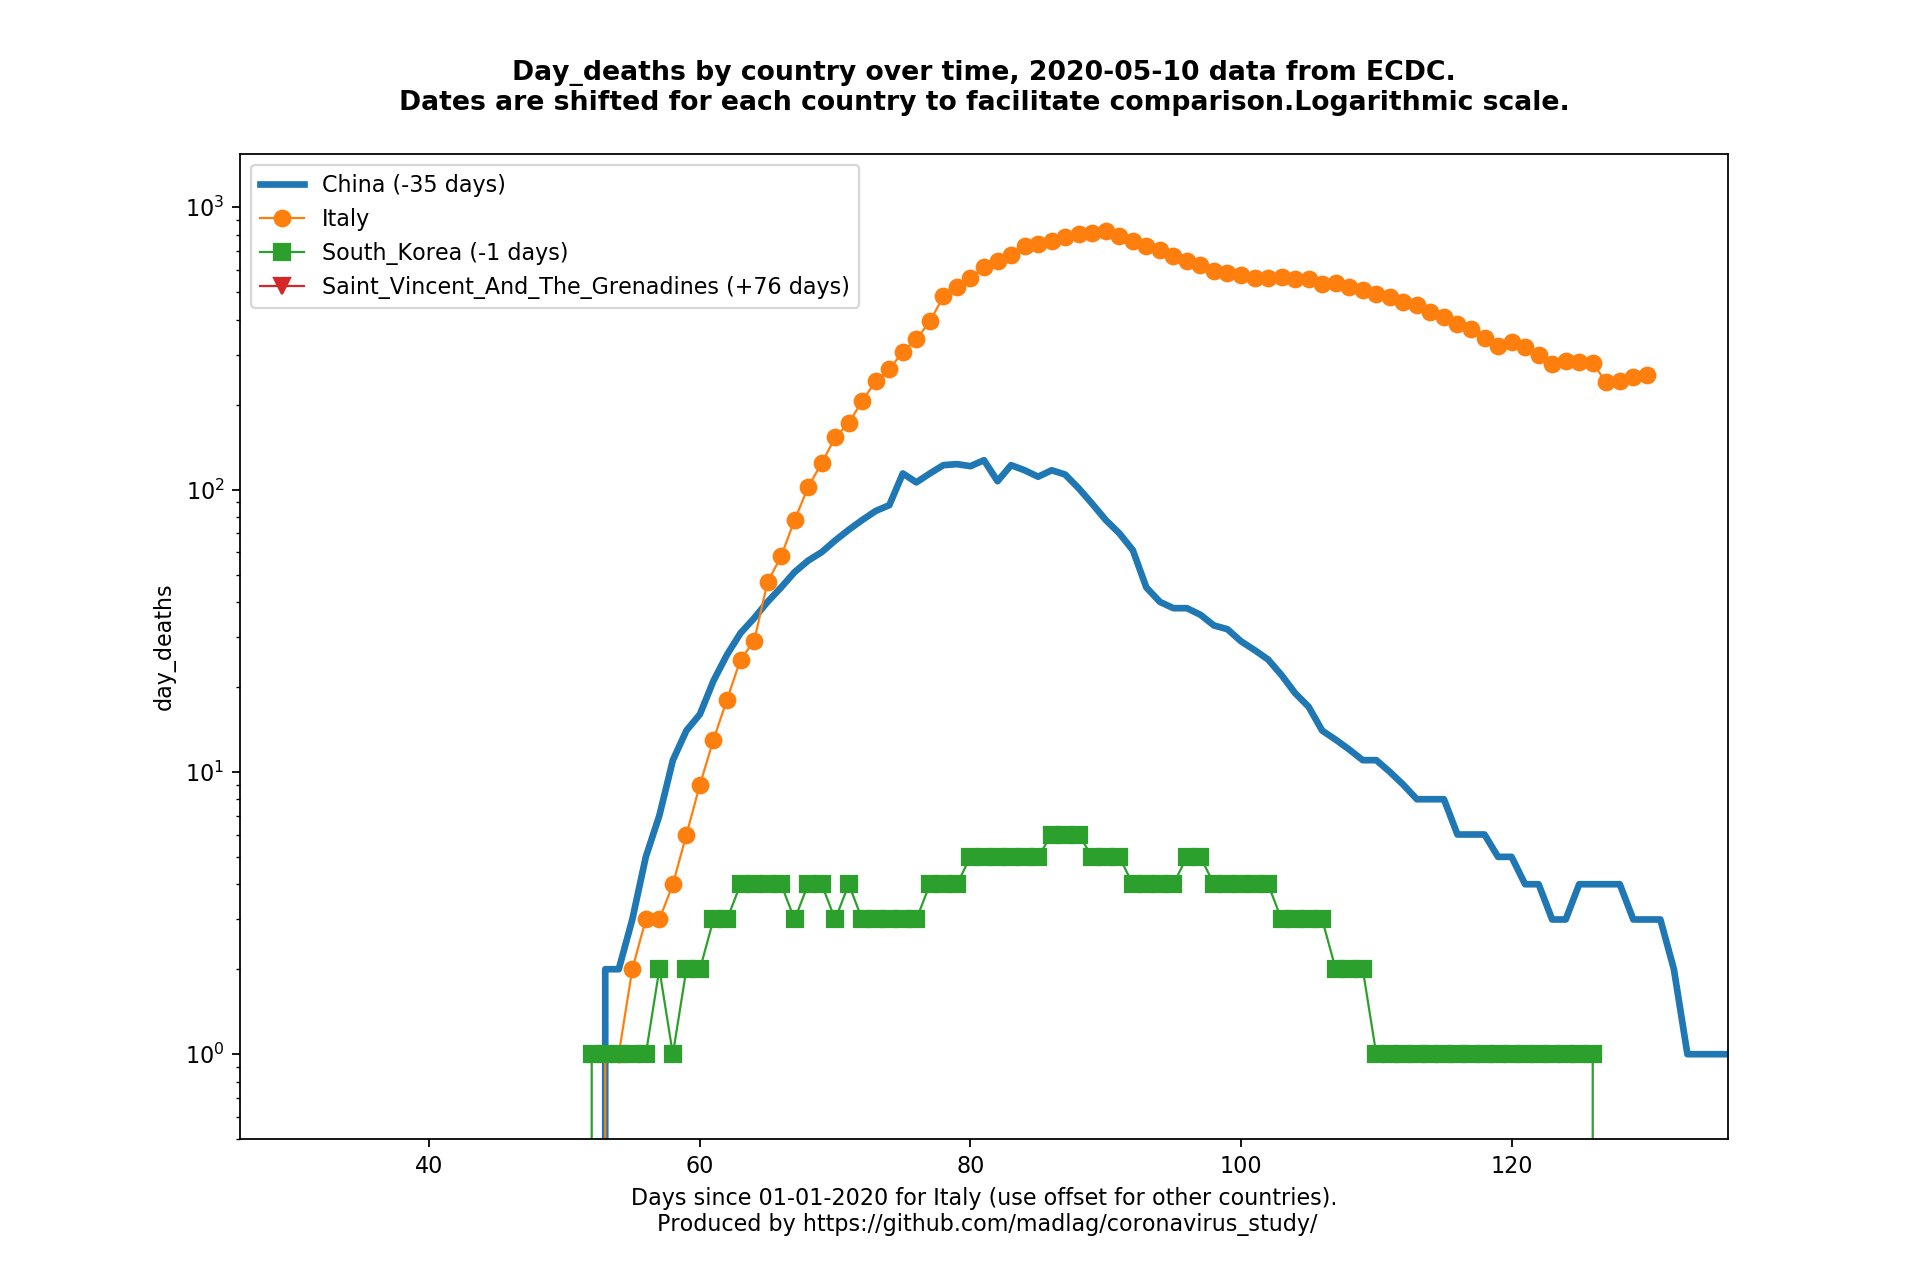 Day_deaths by country over time, 2020-05-10 data from ECDC.
Dates are shifted for each country to facilitate comparison.Logarithmic scale.
China (-35 days)
Italy
South_Korea (-1 days)
Saint_Vincent_And_The_Grenadines (+76 days)
10³
10²
10¹
10⁰
day_deaths
40 60 80 100 120
Days since 01-01-2020 for Italy (use offset for other countries).
Produced by https://github.com/madlag/coronavirus_study/